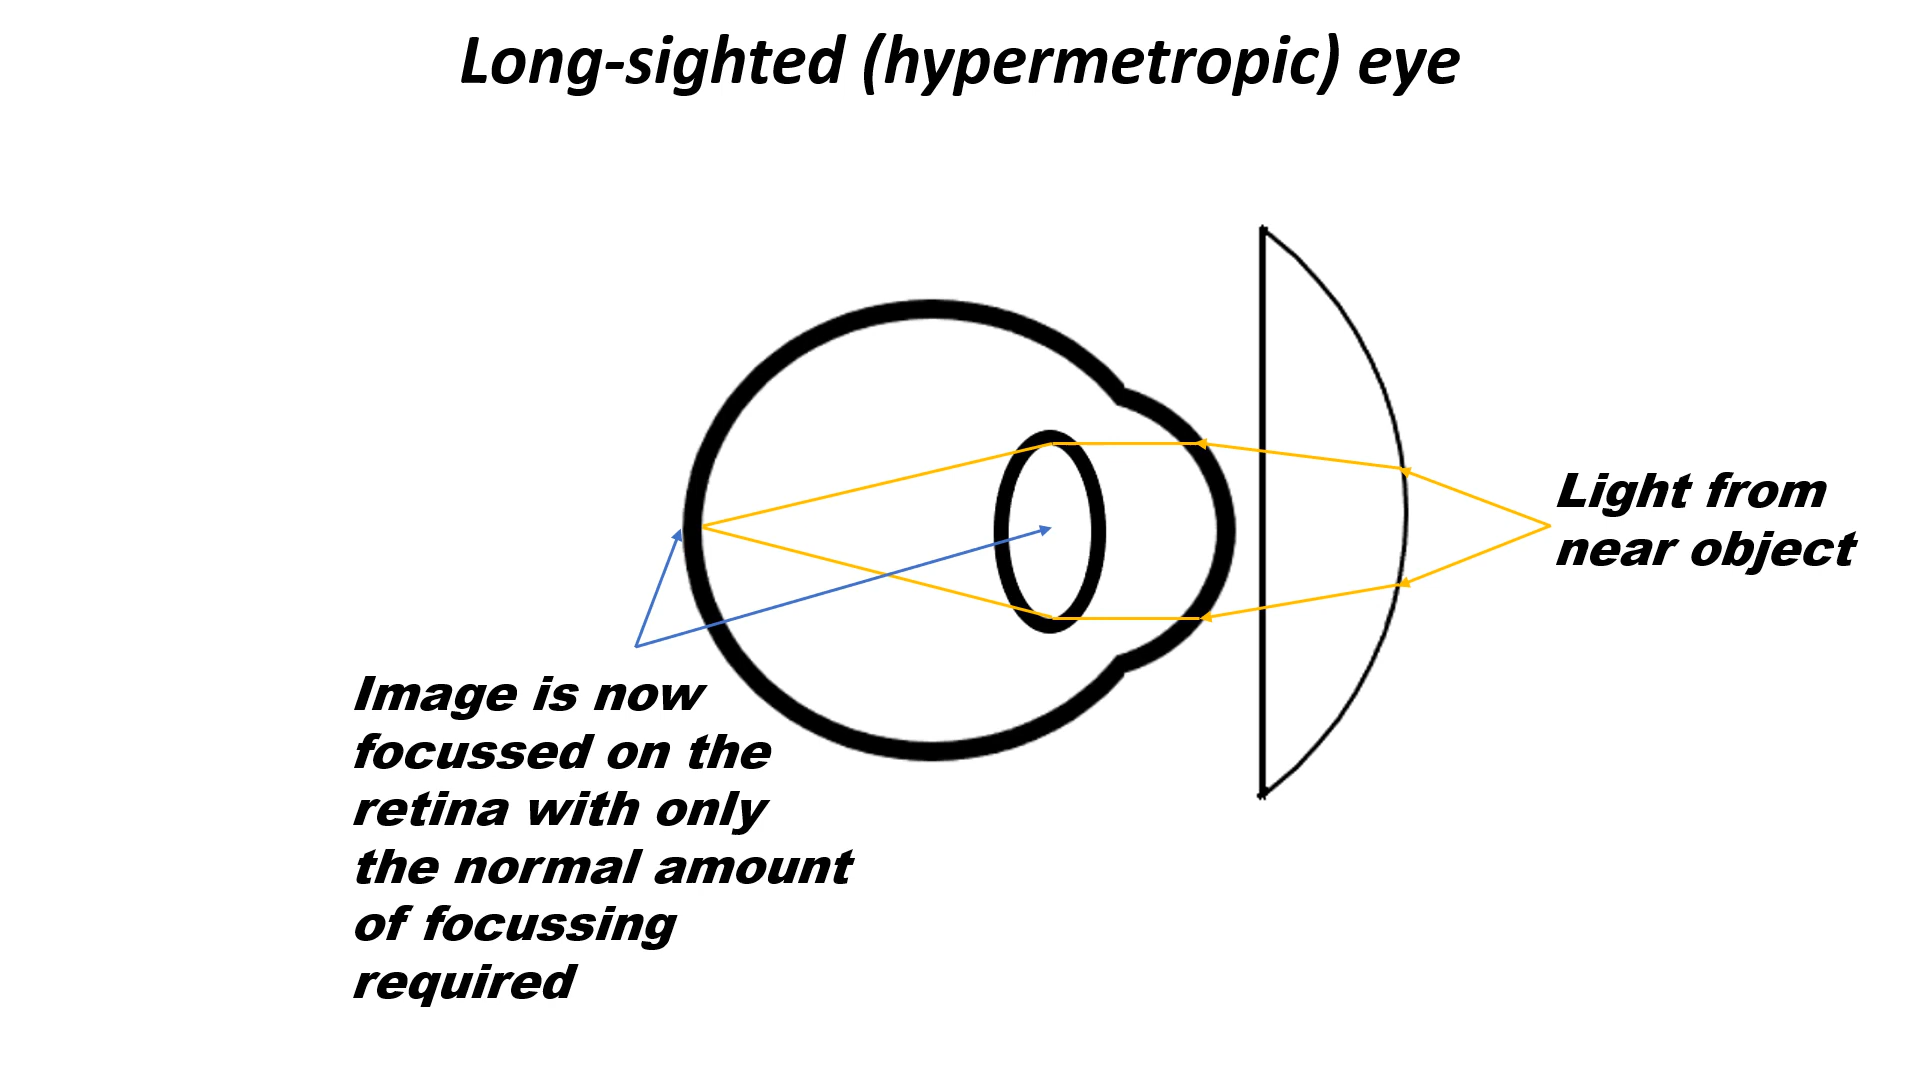 Long-sighted (hypermetropic) eye
Light from
near object
Image is now
focussed on the
retina with only
the normal amount
of focussing
required